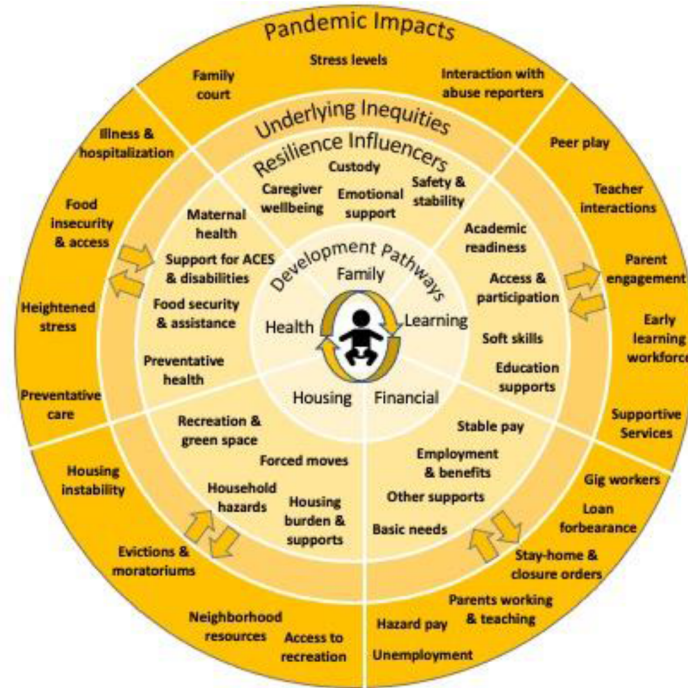 Pandemic Impacts
Stress levels
Family
court
Interaction with
abuse reporters
Underlying Inequities
Resilience Influencers
Custody
Caregiver
wellbeing
Emotional
support
Safety &
stability
Illness &
hospitalization
Food
insecurity
& access
Heightened
stress
Preventative
care
Maternal
health
Support for ACES
& disabilities
Food security
& assistance
Preventative
health
Peer play
Teacher
interactions
Parent
engagement
Early
learning
workforce
Supportive
Services
Academic
readiness
Access &
participation
Soft skills
Education
supports
Development Pathways
Family
Health
Learning
Housing
Financial
Recreation &
green space
Forced moves
Household
hazards
Housing
burden &
supports
Stable pay
Employment
& benefits
Other supports
Basic needs
Housing
instability
Evictions &
moratoriums
Neighborhood
resources
Access to
recreation
Gig workers
Loan
forbearance
Stay-home &
closure orders
Parents working
& teaching
Hazard pay
Unemployment